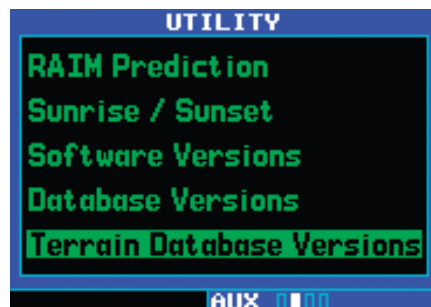 UTILITY
RAIM Prediction
Sunrise / Sunset
Software Versions
Database Versions
Terrain Database Versions
AUX